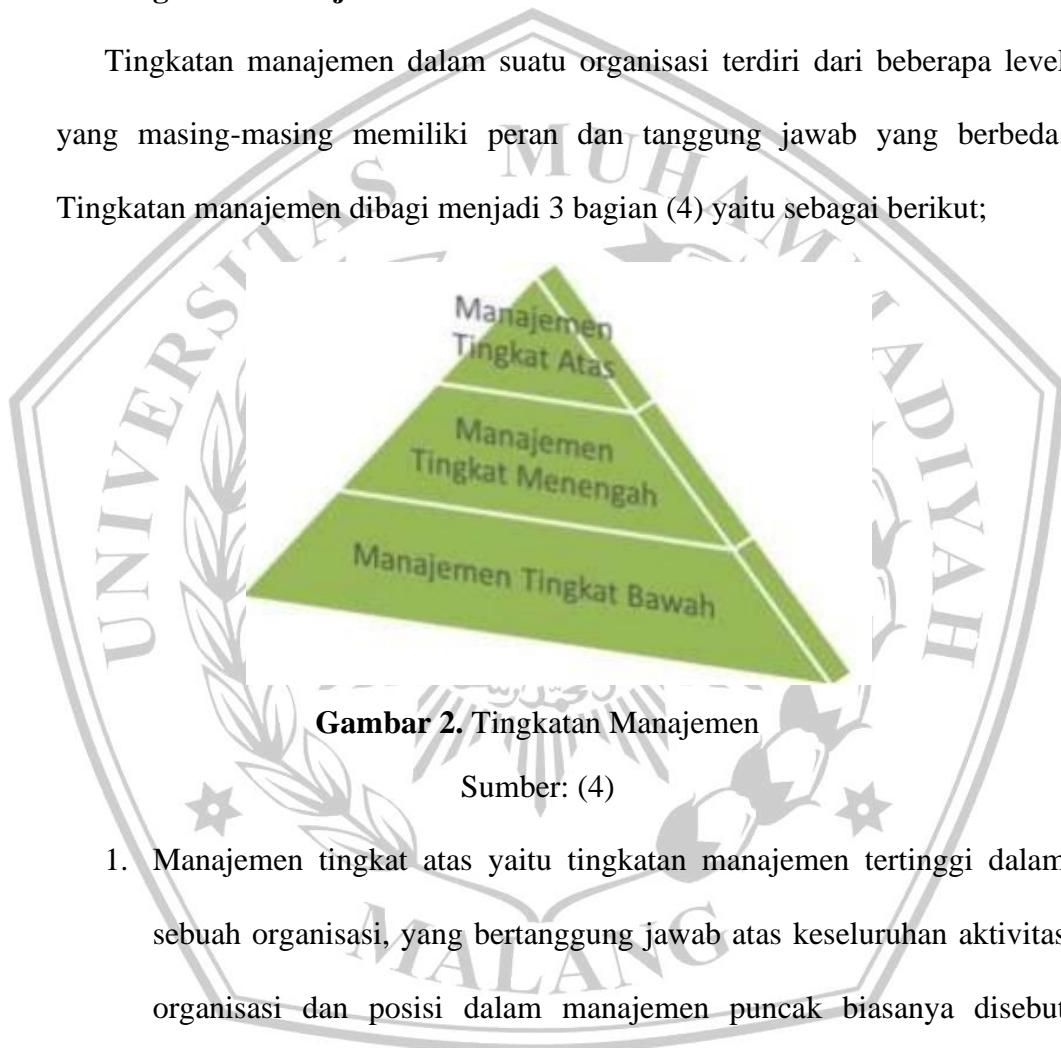 Tingkatan manajemen dalam suatu organisasi terdiri dari beberapa level
yang masing-masing memiliki peran dan tanggung jawab yang berbeda.
Tingkatan manajemen dibagi menjadi 3 bagian (4) yaitu sebagai berikut;
UNIVERSITAS MUHAMMADIYAH
Manajemen
Tingkat Atas
Manajemen
Tingkat Menengah
Manajemen Tingkat Bawah
Gambar 2. Tingkatan Manajemen
Sumber: (4)
1. Manajemen tingkat atas yaitu tingkatan manajemen tertinggi dalam
sebuah organisasi, yang bertanggung jawab atas keseluruhan aktivitas
MALANG
organisasi dan posisi dalam manajemen puncak biasanya disebut